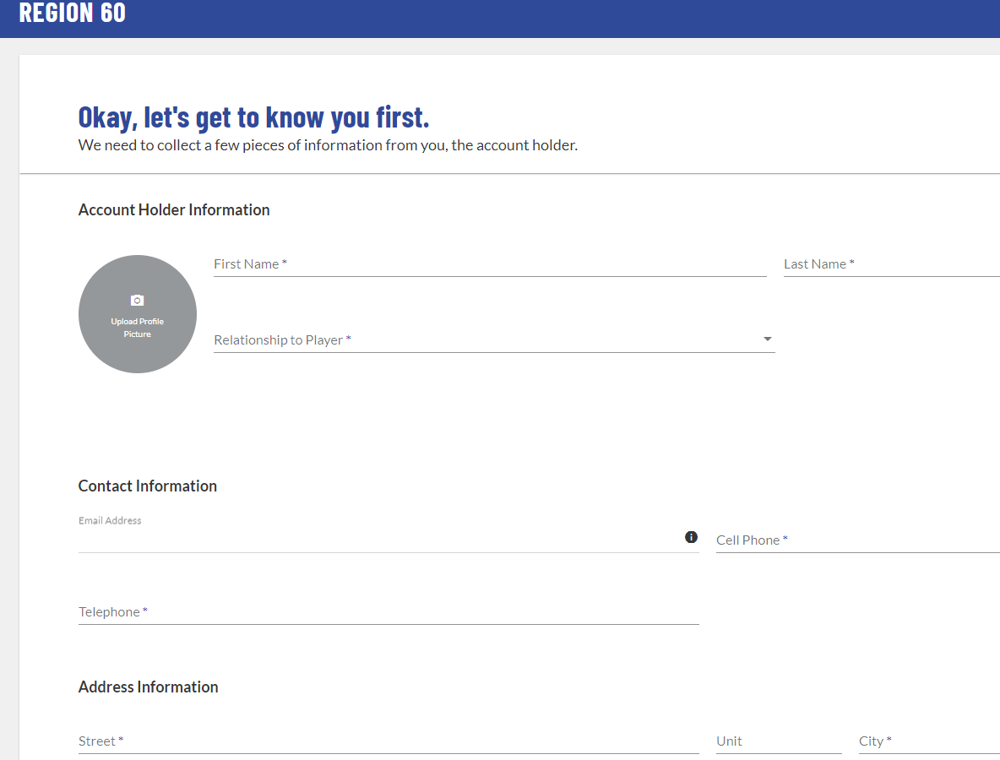 REGION 60
Okay, let's get to know you first.
We need to collect a few pieces of information from you, the account holder.
Account Holder Information
First Name *
Last Name *
Upload Profile
Picture
Relationship to Player *
Contact Information
Email Address
Cell Phone *
Telephone *
Address Information
Street *
Unit
City *